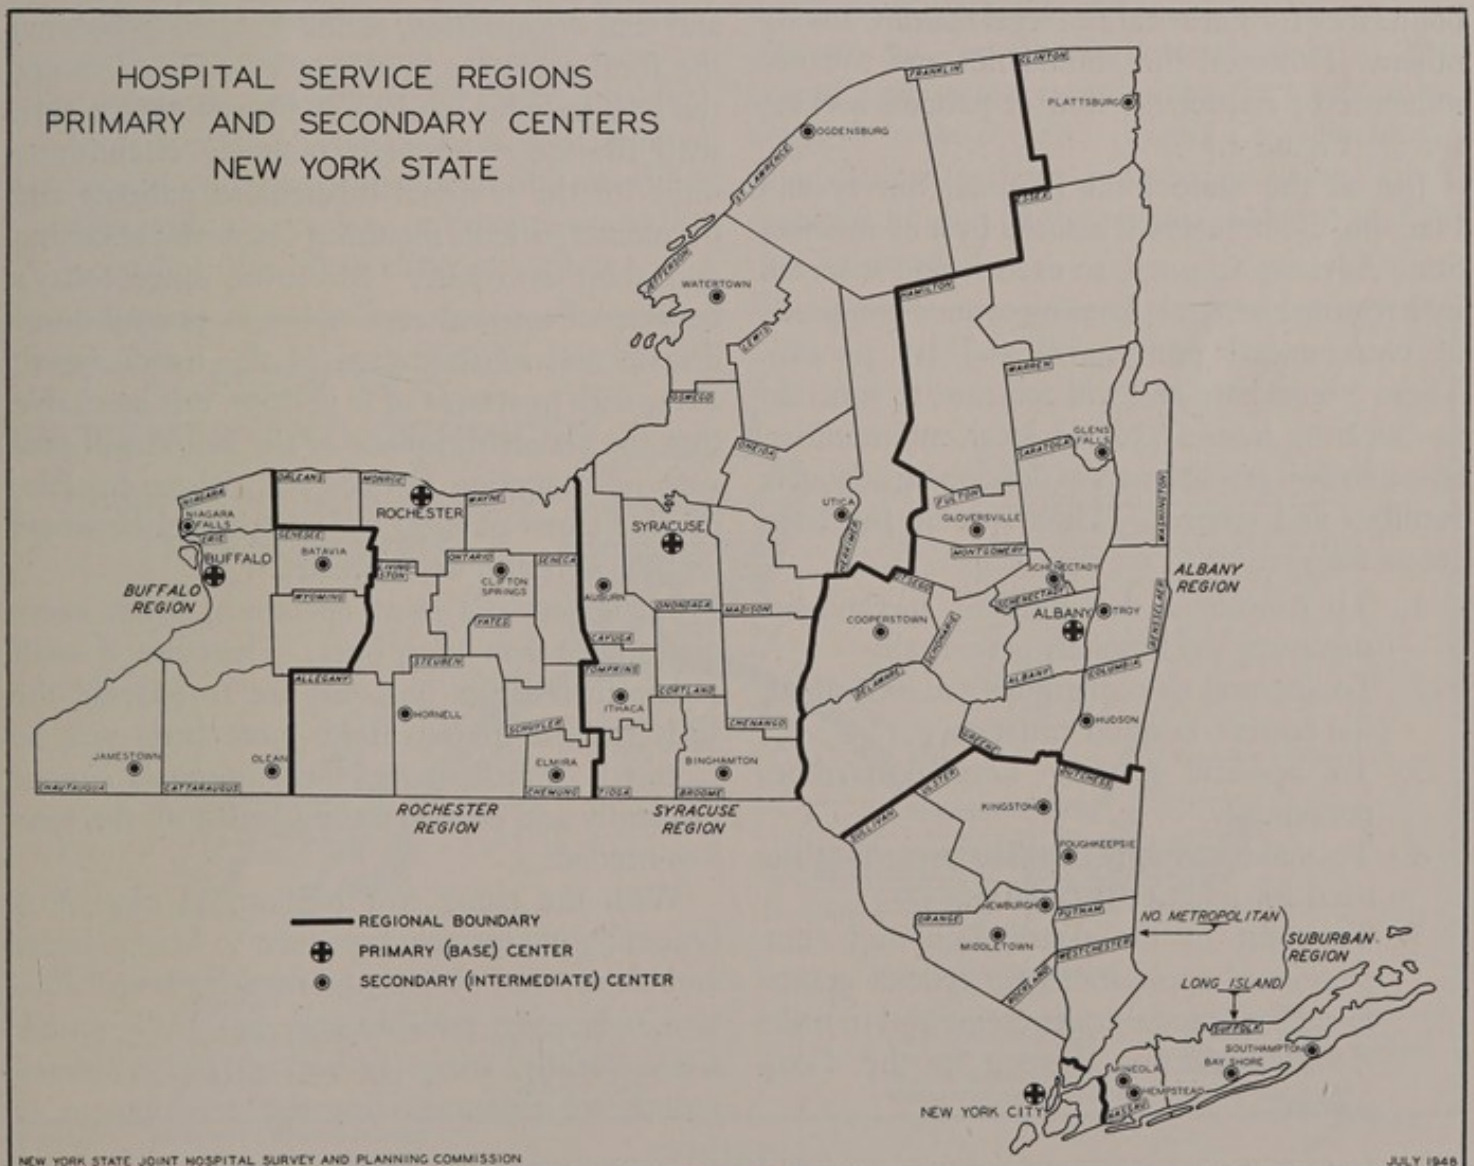 HOSPITAL SERVICE REGIONS
PRIMARY AND SECONDARY CENTERS
NEW YORK STATE
FRANKLIN
CLINTON
PLATTSBURG
OGDENSBURG
ST. LAWRENCE
ESSEX
JEFFERSON
WATERTOWN
HAMILTON
LEWIS
WARREN
OSWEGO
GLENS
FALLS
SARATOGA
ONEIDA
WASHINGTON
ORLEANS
MONROE
NIAGARA
ROCHESTER
WAYNE
NIAGARA
FALLS
SYRACUSE
UTICA
HERKIMER
FULTON
GLOVERSVILLE
MONTGOMERY
ERIE
GENESEE
BATAVIA
BUFFALO
BUFFALO
REGION
LIVING-
STON
ONTARIO
CLIFTON
SPRINGS
SENECA
AUBURN
ONONDAGA
MADISON
OTSEGO
SCHENECTADY
SCHENECTADY
ALBANY
REGION
WYOMING
YATES
CAYUGA
COOPERSTOWN
SCHOHARIE
ALBANY
TROY
RENSSELAER
STEUBEN
ALLEGANY
TOMPKINS
ITHACA
CORTLAND
CHENANGO
DELAWARE
ALBANY
COLUMBIA
HORNELL
SCHUYLER
GREENE
HUDSON
JAMESTOWN
OLEAN
ELMIRA
BINGHAMTON
CHAUTAUQUA
CATTARAUGUS
CHEMUNG
TIOGA
BROOME
ULSTER
DUTCHESS
ROCHESTER
REGION
SYRACUSE
REGION
SULLIVAN
KINGSTON
POUGHKEEPSIE
REGIONAL BOUNDARY
PRIMARY (BASE) CENTER
SECONDARY (INTERMEDIATE) CENTER
NEWBURGH
ORANGE
MIDDLETOWN
PUTNAM
WESTCHESTER
ROCKLAND
NO. METROPOLITAN
SUBURBAN
REGION
LONG ISLAND
SUFFOLK
SOUTHAMPTON
BAY SHORE
MINEOLA
HEMPSTEAD
NASSAU
NEW YORK CITY
NEW YORK STATE JOINT HOSPITAL SURVEY AND PLANNING COMMISSION
JULY 1948